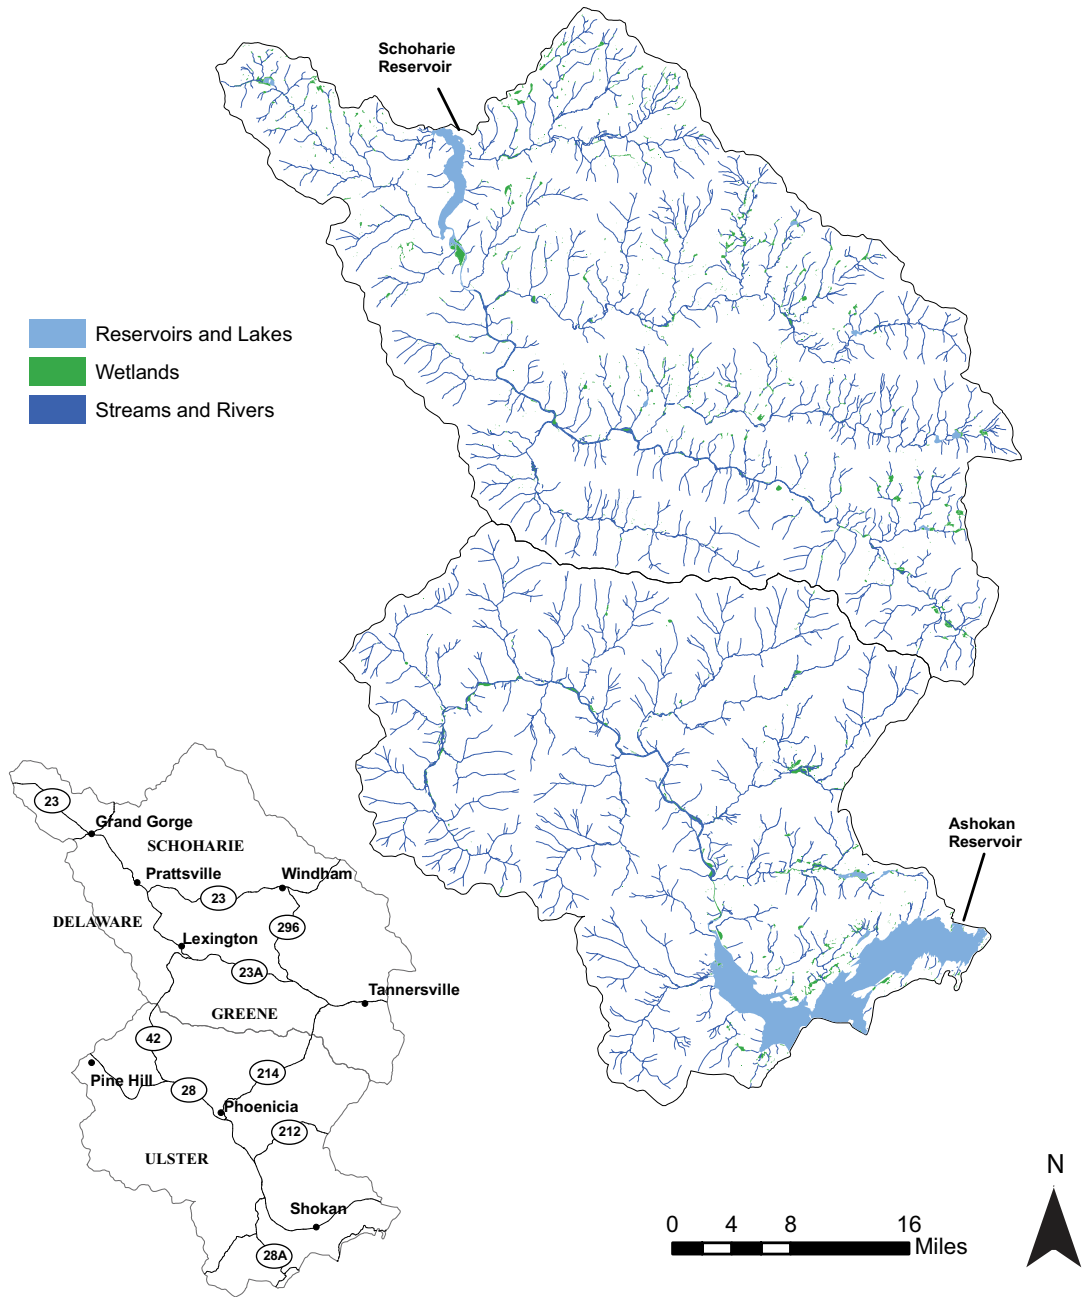 Schoharie
Reservoir
Reservoirs and Lakes
Wetlands
Streams and Rivers
23
Grand Gorge
SCHOHARIE
Prattsville
Windham
23
DELAWARE
296
Lexington
23A
Tannersville
GREENE
42
Pine Hill
28
214
Phoenicia
212
ULSTER
Shokan
28A
Ashokan
Reservoir
0 4 8 16
Miles
N